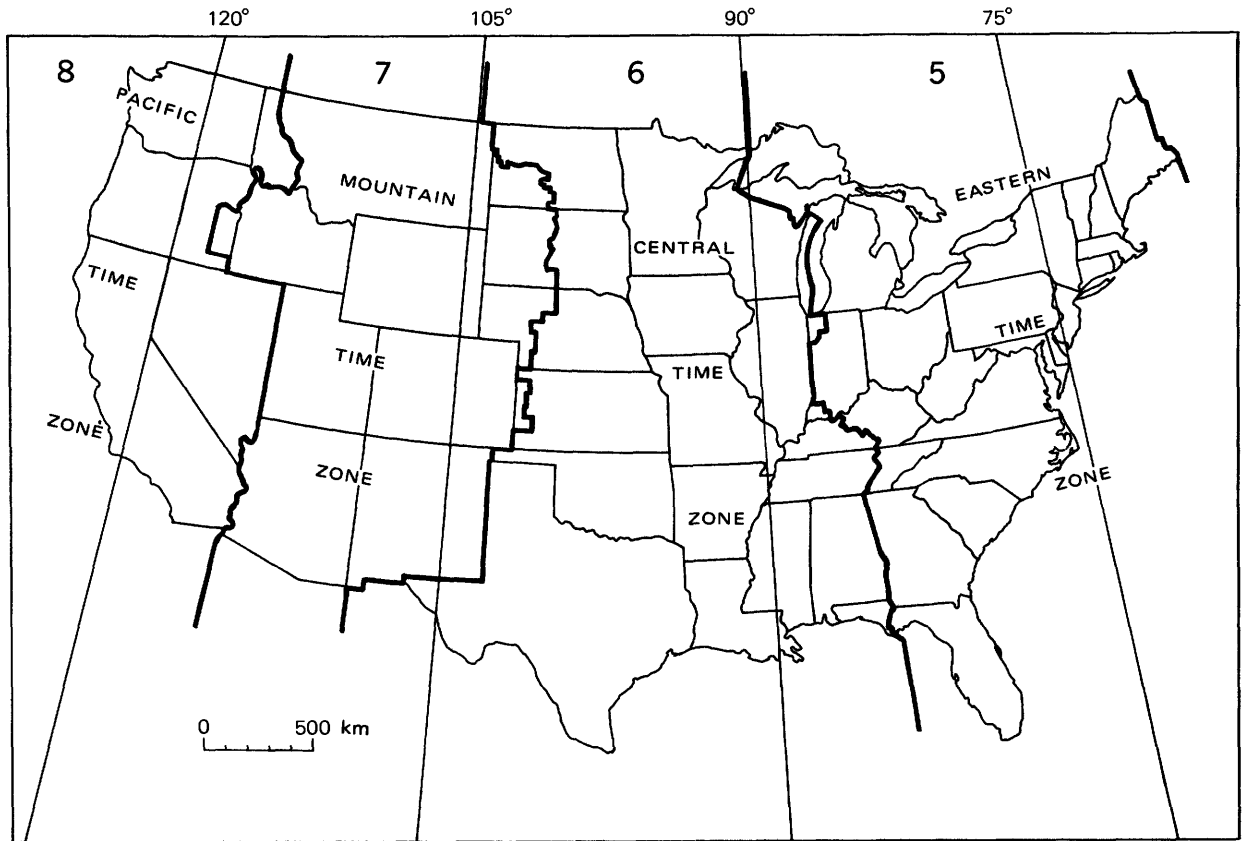 120° 105° 90° 75°
8 7 6 5
PACIFIC
MOUNTAIN
EASTERN
CENTRAL
TIME
TIME
TIME
TIME
ZONE
ZONE
ZONE
ZONE
0 500 km